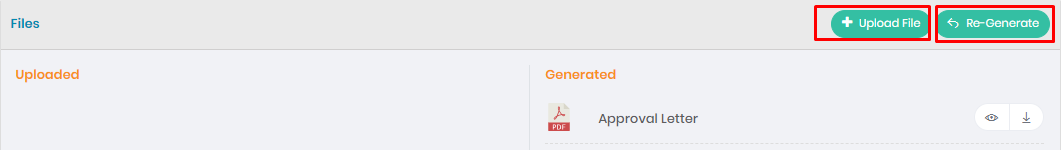 Files
Upload File
Re-Generate
Uploaded
Generated
PDF
Approval Letter